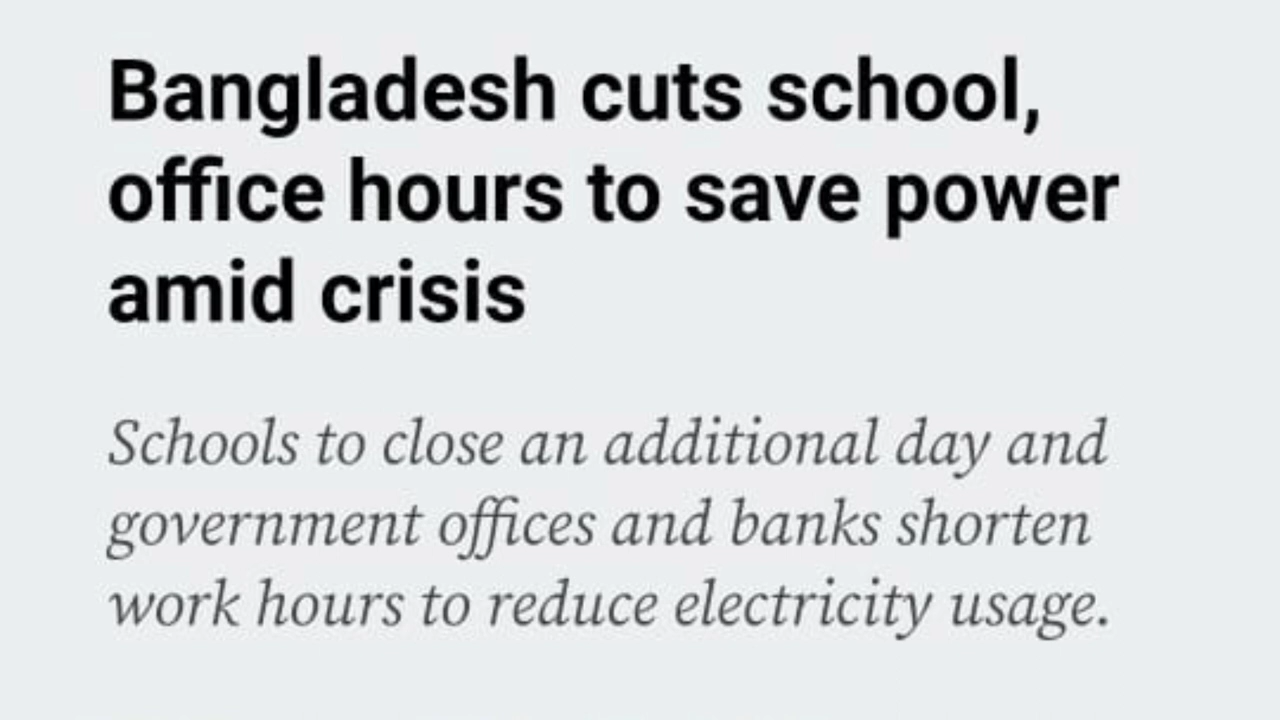 Bangladesh cuts school,
office hours to save power
amid crisis
Schools to close an additional day and
government offices and banks shorten
work hours to reduce electricity usage.